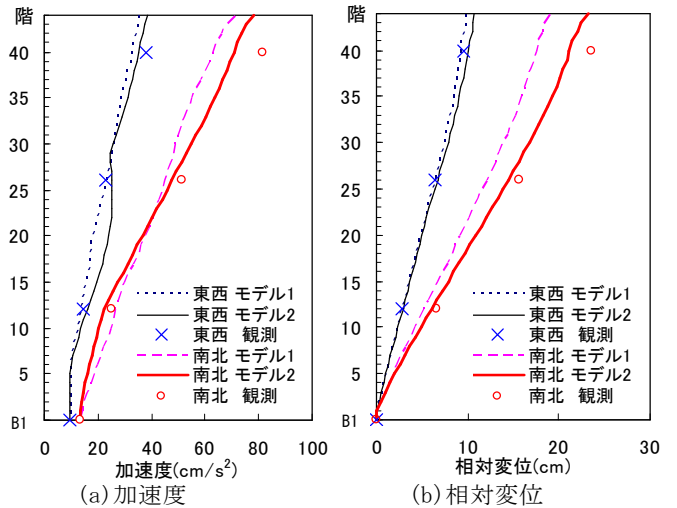 階
40
35
30
25
20
15
10
5
B1
東西 モデル1
東西 モデル2
東西 観測
南北 モデル1
南北 モデル2
南北 観測
0 20 40 60 80 100
加速度(cm/s²)
(a)加速度
階
40
35
30
25
20
15
10
5
B1
東西 モデル1
東西 モデル2
東西 観測
南北 モデル1
南北 モデル2
南北 観測
0 10 20 30
相対変位(cm)
(b)相対変位